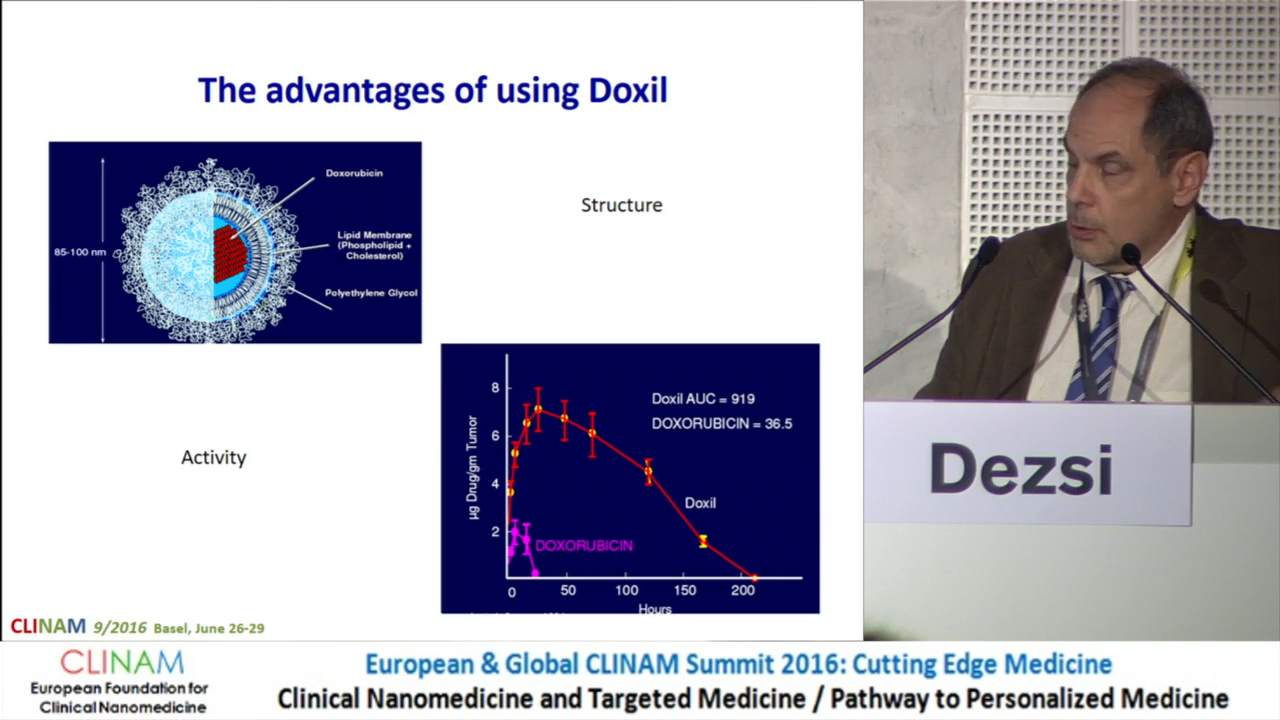 The advantages of using Doxil
Doxorubicin
Lipid Membrane
(Phospholipid +
Cholesterol)
85-100 nm
Polyethylene Glycol
Structure
Activity
8
6
4
2
µg Drug/gm Tumor
Doxil AUC = 919
DOXORUBICIN = 36.5
Doxil
DOXORUBICIN
0 50 100 150 200
Hours
Dezsi
CLINAM 9/2016 Basel, June 26-29
CLINAM
European Foundation for
Clinical Nanomedicine
European & Global CLINAM Summit 2016: Cutting Edge Medicine
Clinical Nanomedicine and Targeted Medicine / Pathway to Personalized Medicine